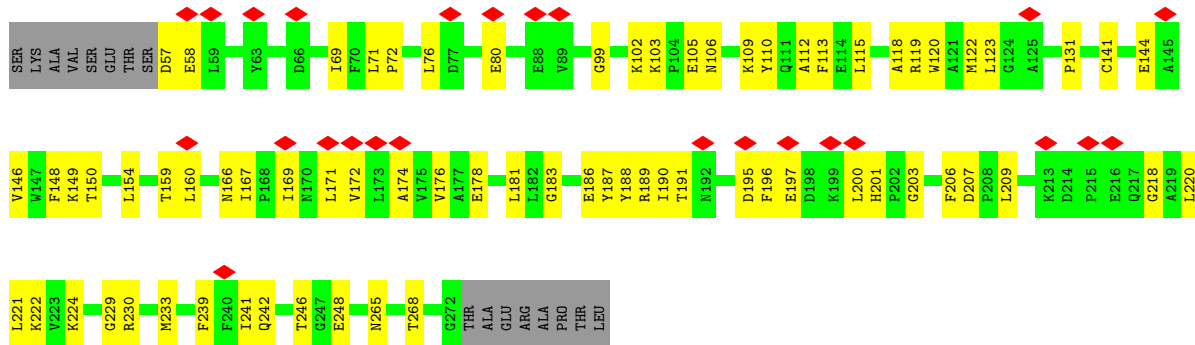 SER LYS ALA VAL SER GLU THR SER D57 E58 L59 Y63 D66 I69 F70 L71 P72 L76 D77 E80 E88 V89 G99 K102 K103 P104 E105 N106 K109 Y110 Q111 A112 F113 E114 L115 A118 R119 W120 A121 M122 L123 G124 A125 P131 C141 E144 A145
V146 W147 F148 K149 T150 L154 T159 L160 N166 I167 P168 I169 N170 L171 V172 L173 A174 V175 V176 A177 E178 L181 L182 G183 E186 Y187 Y188 R189 I190 T191 N192 D195 F196 E197 D198 K199 L200 H201 P202 G203 F206 D207 P208 L209 K213 D214 P215 E216 Q217 G218 A219 L220
L221 K222 V223 K224 G229 R230 M233 F239 F240 I241 Q242 T246 G247 E248 N265 T268 G272 THR ALA GLU ARG ALA PRO THR LEU